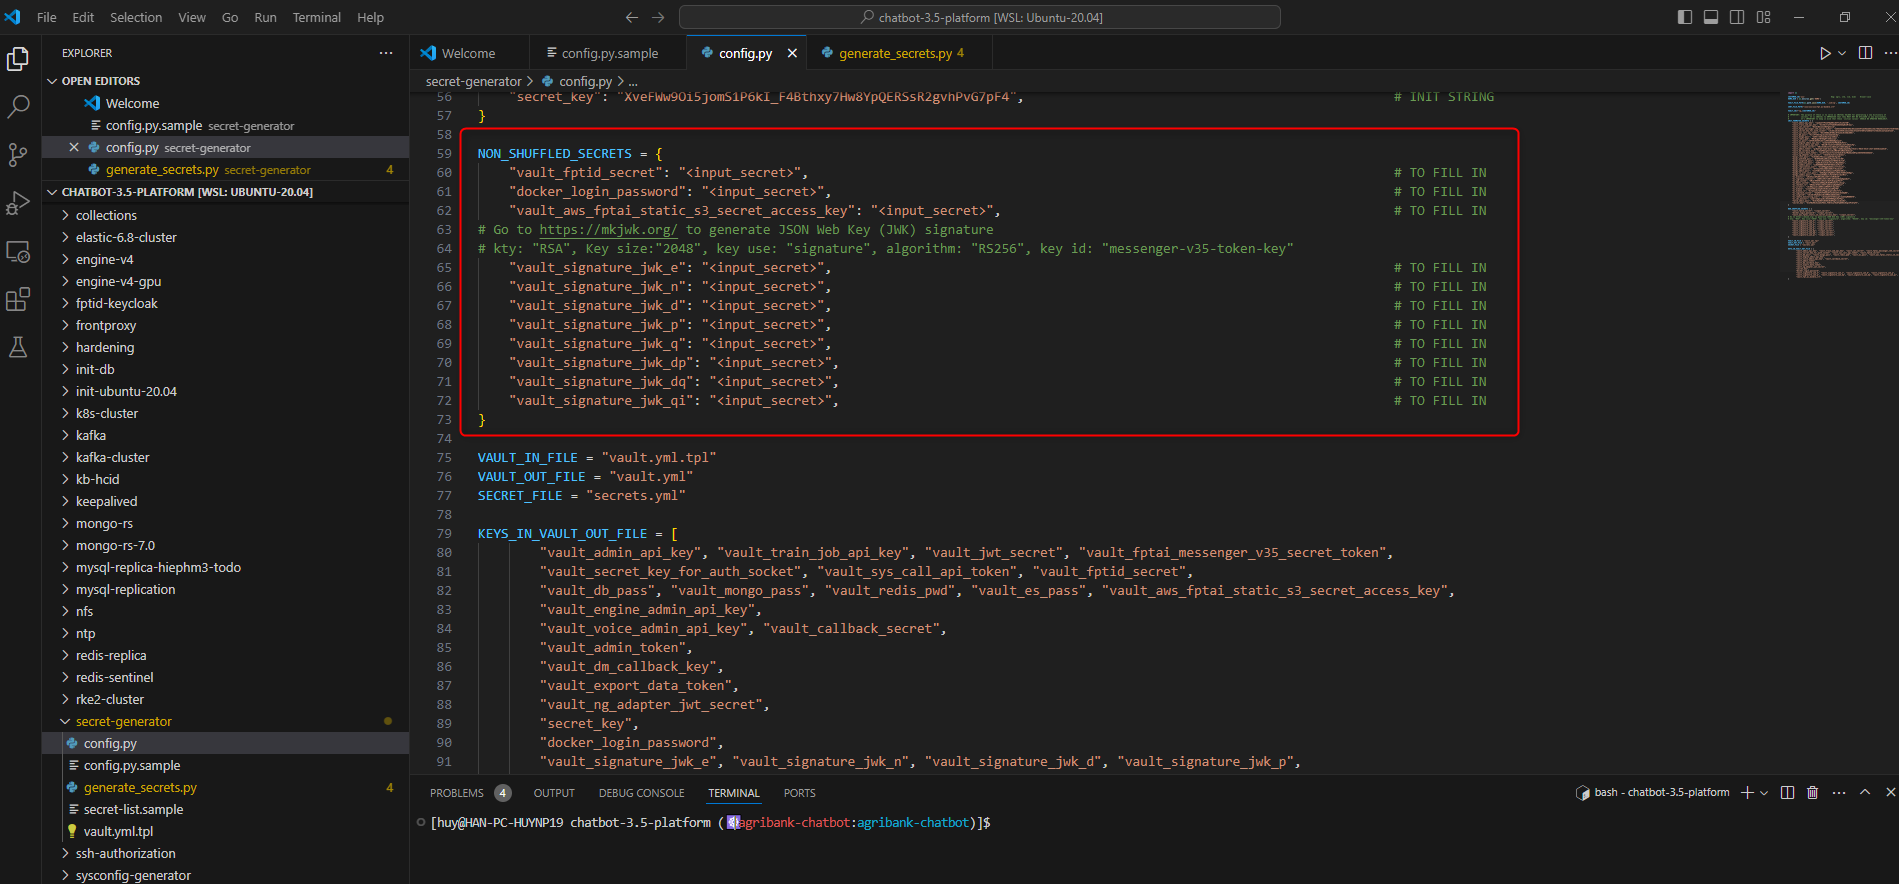 File Edit Selection View Go Run Terminal Help
chatbot-3.5-platform [WSL: Ubuntu-20.04]
EXPLORER
OPEN EDITORS
Welcome
config.py.sample secret-generator
config.py secret-generator
generate_secrets.py secret-generator 4
CHATBOT-3.5-PLATFORM [WSL: UBUNTU-20.04]
collections
elastic-6.8-cluster
engine-v4
engine-v4-gpu
fptid-keycloak
frontproxy
hardening
init-db
init-ubuntu-20.04
k8s-cluster
kafka
kafka-cluster
kb-hcid
keepalived
mongo-rs
mongo-rs-7.0
mysql-replica-hiephm3-todo
mysql-replication
nfs
ntp
redis-replica
redis-sentinel
rke2-cluster
secret-generator
config.py
config.py.sample
generate_secrets.py 4
secret-list.sample
vault.yml.tpl
ssh-authorization
sysconfig-generator
Welcome config.py.sample config.py generate_secrets.py 4
secret-generator > config.py > ...
56 "secret_key": "XveFWw9Oi5jomS1P6kI_F4Bthxy7Hw8YpQERSsR2gvhPvG7pF4", # INIT STRING
57 }
58
59 NON_SHUFFLED_SECRETS = {
60 "vault_fptid_secret": "<input_secret>", # TO FILL IN
61 "docker_login_password": "<input_secret>", # TO FILL IN
62 "vault_aws_fptai_static_s3_secret_access_key": "<input_secret>", # TO FILL IN
63 # Go to https://mkjwk.org/ to generate JSON Web Key (JWK) signature
64 # kty: "RSA", Key size:"2048", key use: "signature", algorithm: "RS256", key id: "messenger-v35-token-key"
65 "vault_signature_jwk_e": "<input_secret>", # TO FILL IN
66 "vault_signature_jwk_n": "<input_secret>", # TO FILL IN
67 "vault_signature_jwk_d": "<input_secret>", # TO FILL IN
68 "vault_signature_jwk_p": "<input_secret>", # TO FILL IN
69 "vault_signature_jwk_q": "<input_secret>", # TO FILL IN
70 "vault_signature_jwk_dp": "<input_secret>", # TO FILL IN
71 "vault_signature_jwk_dq": "<input_secret>", # TO FILL IN
72 "vault_signature_jwk_qi": "<input_secret>", # TO FILL IN
73 }
74
75 VAULT_IN_FILE = "vault.yml.tpl"
76 VAULT_OUT_FILE = "vault.yml"
77 SECRET_FILE = "secrets.yml"
78
79 KEYS_IN_VAULT_OUT_FILE = [
80 "vault_admin_api_key", "vault_train_job_api_key", "vault_jwt_secret", "vault_fptai_messenger_v35_secret_token",
81 "vault_secret_key_for_auth_socket", "vault_sys_call_api_token", "vault_fptid_secret",
82 "vault_db_pass", "vault_mongo_pass", "vault_redis_pwd", "vault_es_pass", "vault_aws_fptai_static_s3_secret_access_key",
83 "vault_engine_admin_api_key",
84 "vault_voice_admin_api_key", "vault_callback_secret",
85 "vault_admin_token",
86 "vault_dm_callback_key",
87 "vault_export_data_token",
88 "vault_ng_adapter_jwt_secret",
89 "secret_key",
90 "docker_login_password",
91 "vault_signature_jwk_e", "vault_signature_jwk_n", "vault_signature_jwk_d", "vault_signature_jwk_p",
PROBLEMS 4 OUTPUT DEBUG CONSOLE TERMINAL PORTS
bash - chatbot-3.5-platform
[huy@HAN-PC-HUYNP19 chatbot-3.5-platform (agribank-chatbot:agribank-chatbot)]$